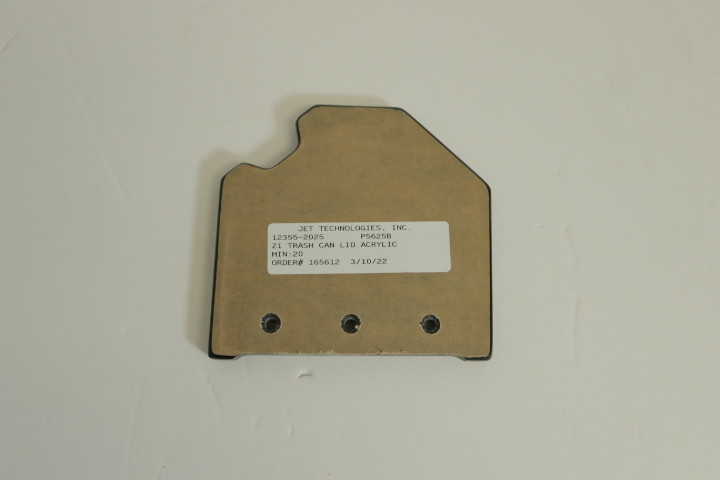 JET TECHNOLOGIES, INC.
12355-2025 P5625B
Z1 TRASH CAN LID ACRYLIC
MIN:20
ORDER# 165612 3/10/22